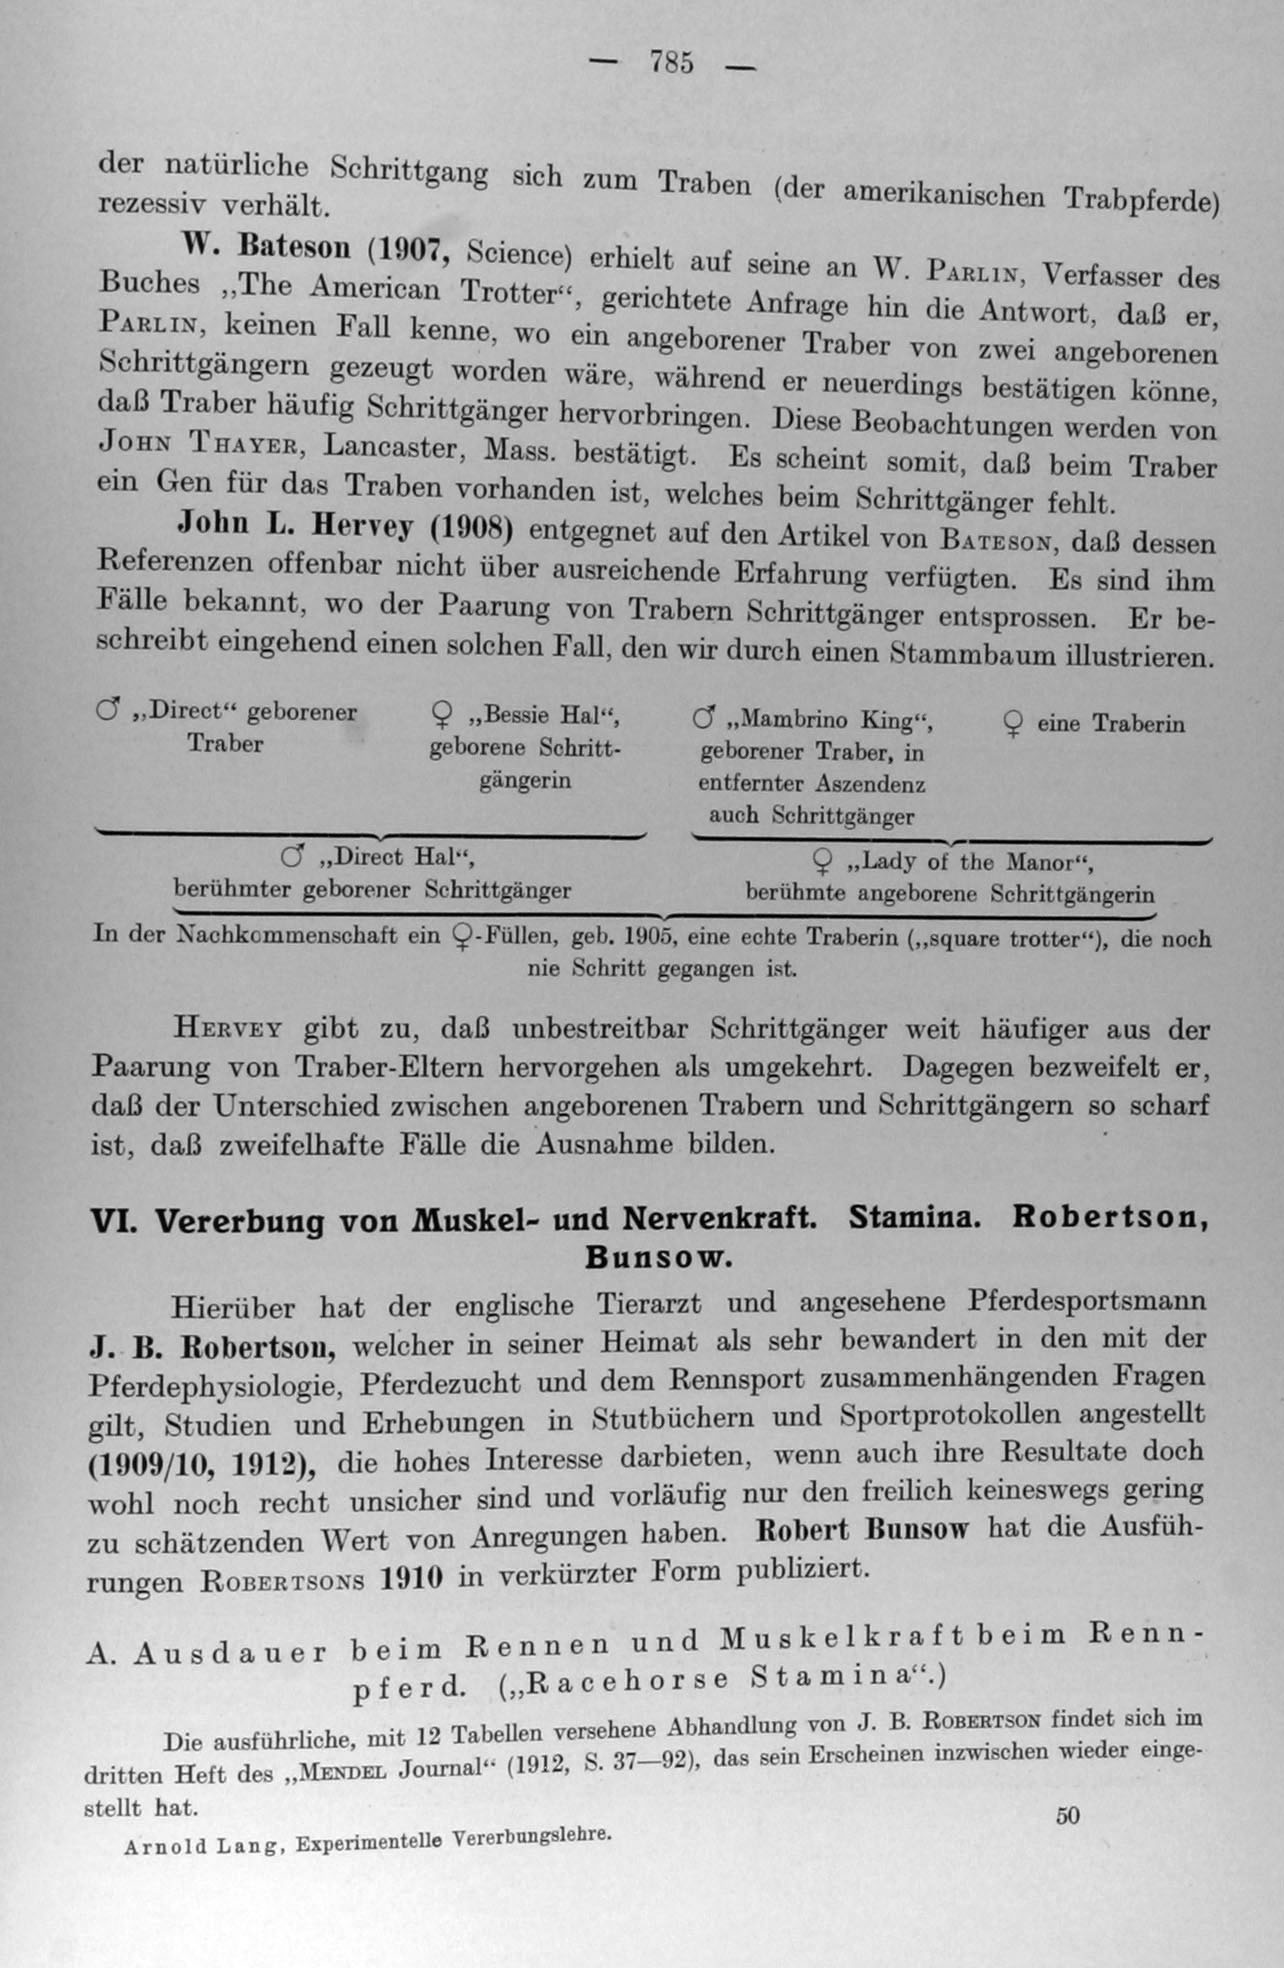 — 785 —
der natürliche Schrittgang sich zum Traben (der amerikanischen Trabpferde)
rezessiv verhält.
W. Bateson (1907, Science) erhielt auf seine an W. Parlin, Verfasser des
Buches „The American Trotter“, gerichtete Anfrage hin die Antwort, daß er,
Parlin, keinen Fall kenne, wo ein angeborener Traber von zwei angeborenen
Schrittgängern gezeugt worden wäre, während er neuerdings bestätigen könne,
daß Traber häufig Schrittgänger hervorbringen. Diese Beobachtungen werden von
John Thayer, Lancaster, Mass. bestätigt. Es scheint somit, daß beim Traber
ein Gen für das Traben vorhanden ist, welches beim Schrittgänger fehlt.
John L. Hervey (1908) entgegnet auf den Artikel von Bateson, daß dessen
Referenzen offenbar nicht über ausreichende Erfahrung verfügten. Es sind ihm
Fälle bekannt, wo der Paarung von Trabern Schrittgänger entsprossen. Er be-
schreibt eingehend einen solchen Fall, den wir durch einen Stammbaum illustrieren.
♂ „Direct“ geborener
Traber
♀ „Bessie Hal“,
geborene Schritt-
gängerin
♂ „Mambrino King“,
geborener Traber, in
entfernter Aszendenz
auch Schrittgänger
♀ eine Traberin
♂ „Direct Hal“,
berühmter geborener Schrittgänger
♀ „Lady of the Manor“,
berühmte angeborene Schrittgängerin
In der Nachkommenschaft ein ♀-Füllen, geb. 1905, eine echte Traberin („square trotter“), die noch
nie Schritt gegangen ist.
Hervey gibt zu, daß unbestreitbar Schrittgänger weit häufiger aus der
Paarung von Traber-Eltern hervorgehen als umgekehrt. Dagegen bezweifelt er,
daß der Unterschied zwischen angeborenen Trabern und Schrittgängern so scharf
ist, daß zweifelhafte Fälle die Ausnahme bilden.
VI. Vererbung von Muskel- und Nervenkraft. Stamina. Robertson,
Bunsow.
Hierüber hat der englische Tierarzt und angesehene Pferdesportsmann
J. B. Robertson, welcher in seiner Heimat als sehr bewandert in den mit der
Pferdephysiologie, Pferdezucht und dem Rennsport zusammenhängenden Fragen
gilt, Studien und Erhebungen in Stutbüchern und Sportprotokollen angestellt
(1909/10, 1912), die hohes Interesse darbieten, wenn auch ihre Resultate doch
wohl noch recht unsicher sind und vorläufig nur den freilich keineswegs gering
zu schätzenden Wert von Anregungen haben. Robert Bunsow hat die Ausfüh-
rungen Robertsons 1910 in verkürzter Form publiziert.
A. Ausdauer beim Rennen und Muskelkraft beim Renn-
pferd. („Racehorse Stamina“.)
Die ausführliche, mit 12 Tabellen versehene Abhandlung von J. B. Robertson findet sich im
dritten Heft des „Mendel Journal“ (1912, S. 37—92), das sein Erscheinen inzwischen wieder einge-
stellt hat.
Arnold Lang, Experimentelle Vererbungslehre.
50